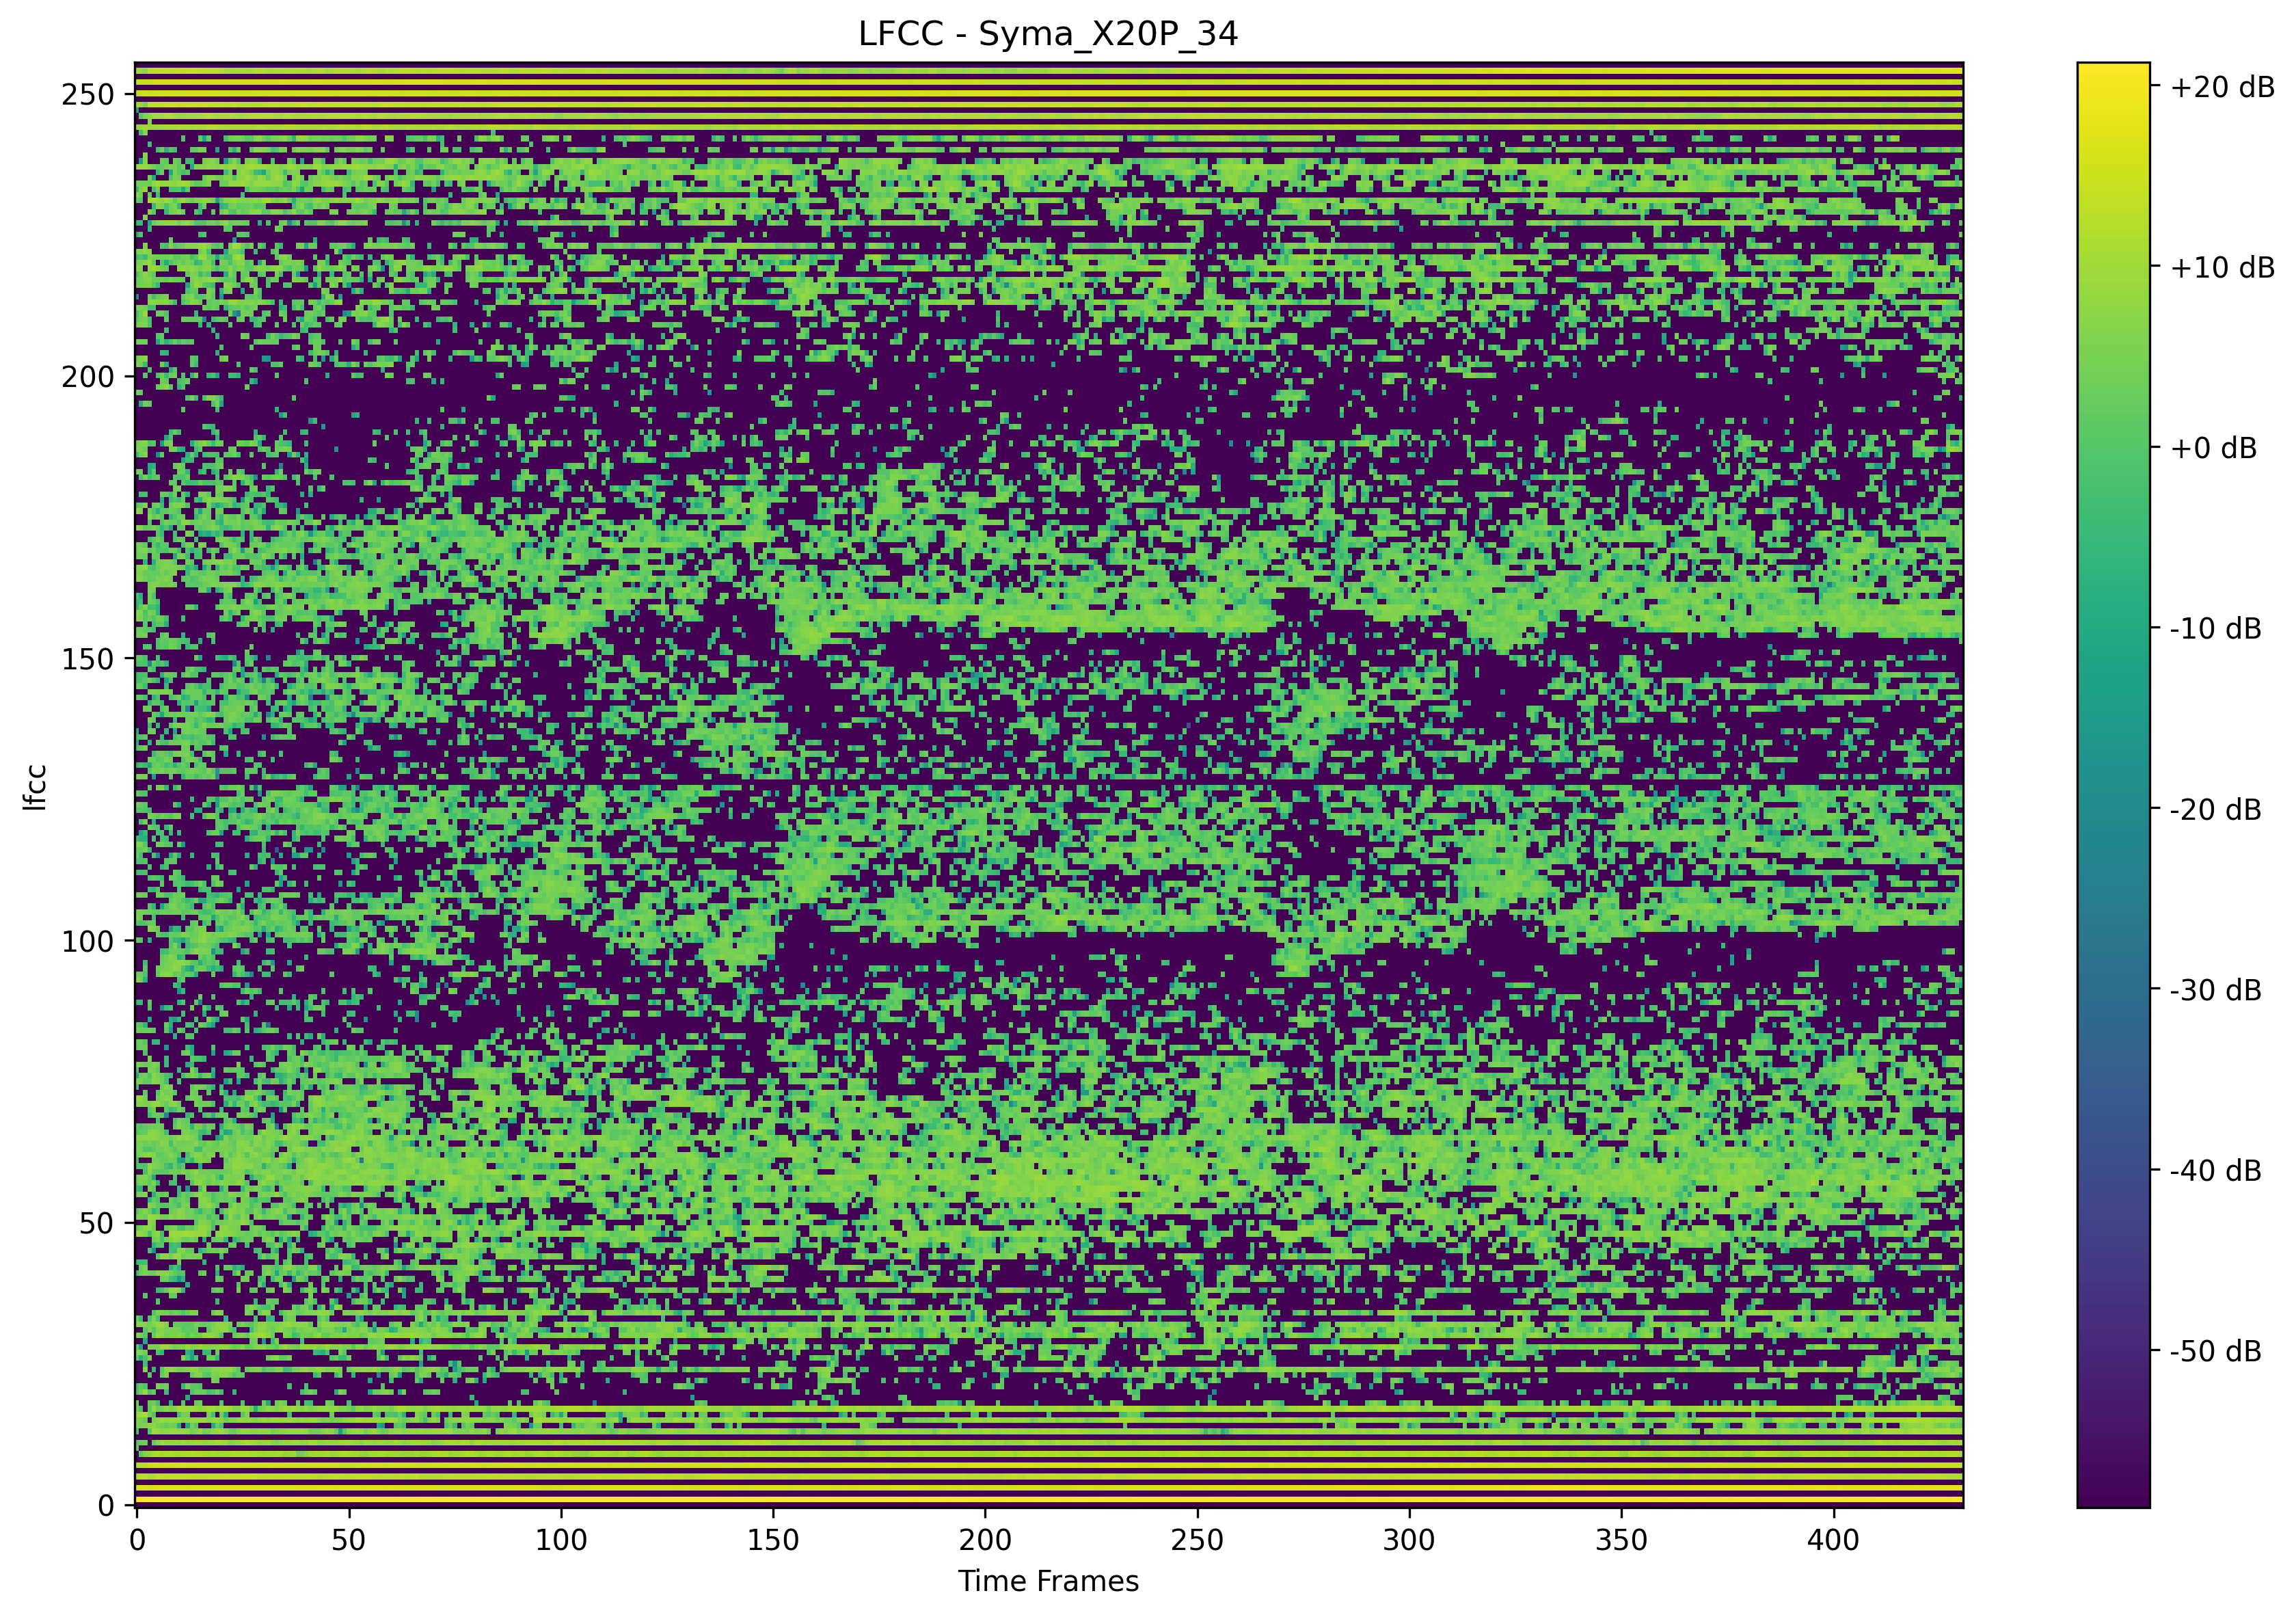 LFCC - Syma_X20P_34
250
200
150
100
50
0
lfcc
0 50 100 150 200 250 300 350 400
Time Frames
+20 dB
+10 dB
+0 dB
-10 dB
-20 dB
-30 dB
-40 dB
-50 dB